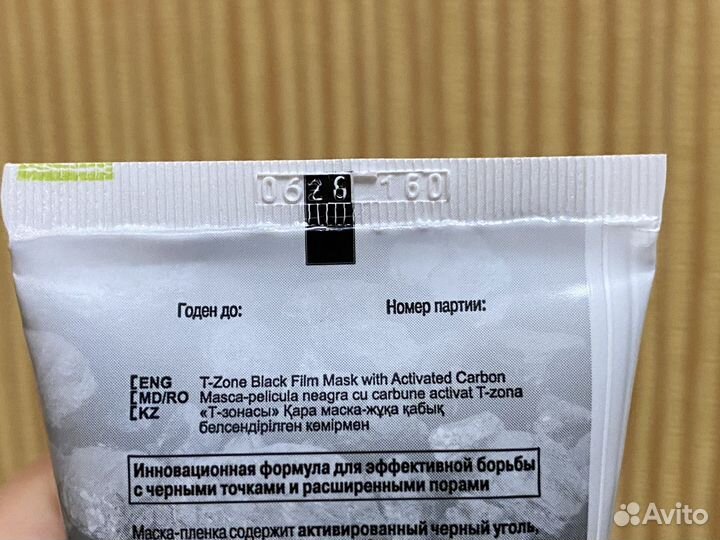 0626 160
Годен до: Номер партии:
ENG T-Zone Black Film Mask with Activated Carbon
MD/RO Masca-pelicula neagra cu carbune activat T-zona
KZ «Т-зонасы» Қара маска-жұқа қабық
белсендірілген көмірмен
Инновационная формула для эффективной борьбы
с черными точками и расширенными порами
Маска-пленка содержит активированный черный уголь,
Avito